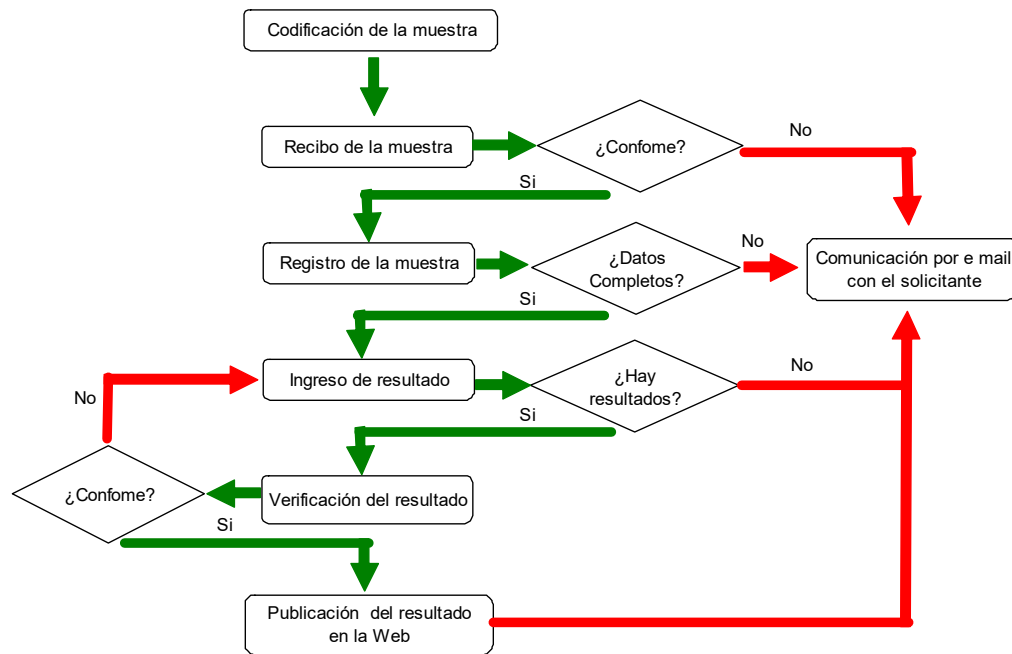 Codificación de la muestra
Recibo de la muestra
¿Confome?
No
Si
Registro de la muestra
¿Datos
Completos?
No
Comunicación por e mail
con el solicitante
Si
Ingreso de resultado
¿Hay
resultados?
No
No
Si
¿Confome?
Verificación del resultado
Si
Publicación del resultado
en la Web